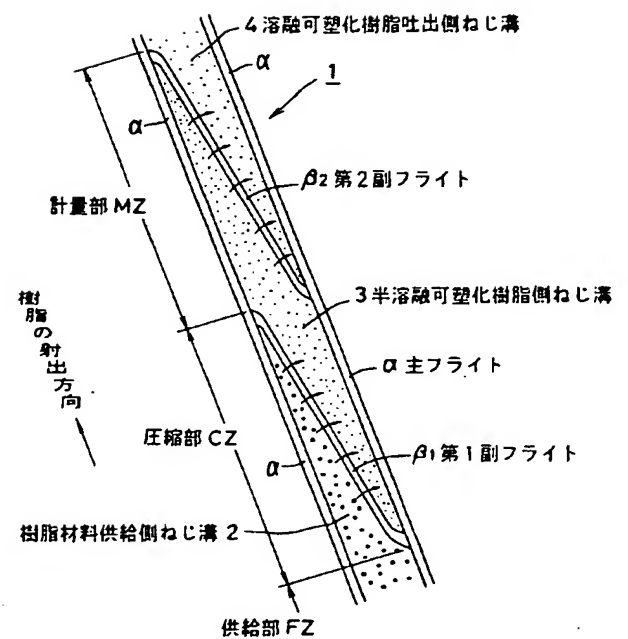 4 溶融可塑化樹脂吐出側ねじ溝
α
1
α
β2 第2副フライト
計量部 MZ
3 半溶融可塑化樹脂側ねじ溝
樹脂の射出方向
α 主フライト
圧縮部 CZ
α
β1 第1副フライト
樹脂材料供給側ねじ溝 2
供給部 FZ